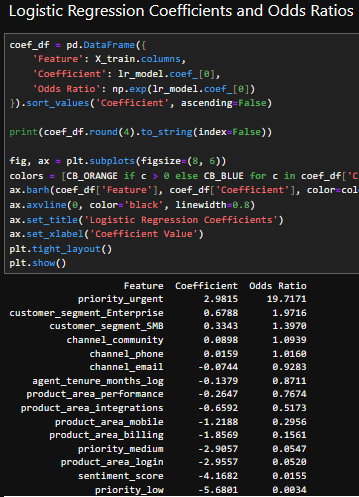 Logistic Regression Coefficients and Odds Ratios
coef_df = pd.DataFrame({
    'Feature': X_train.columns,
    'Coefficient': lr_model.coef_[0],
    'Odds Ratio': np.exp(lr_model.coef_[0])
}).sort_values('Coefficient', ascending=False)

print(coef_df.round(4).to_string(index=False))

fig, ax = plt.subplots(figsize=(8, 6))
colors = [CB_ORANGE if c > 0 else CB_BLUE for c in coef_df['C
ax.barh(coef_df['Feature'], coef_df['Coefficient'], color=col
ax.axvline(0, color='black', linewidth=0.8)
ax.set_title('Logistic Regression Coefficients')
ax.set_xlabel('Coefficient Value')
plt.tight_layout()
plt.show()
Feature Coefficient Odds Ratio
priority_urgent 2.9815 19.7171
customer_segment_Enterprise 0.6788 1.9716
customer_segment_SMB 0.3343 1.3970
channel_community 0.0898 1.0939
channel_phone 0.0159 1.0160
channel_email -0.0744 0.9283
agent_tenure_months_log -0.1379 0.8711
product_area_performance -0.2647 0.7674
product_area_integrations -0.6592 0.5173
product_area_mobile -1.2188 0.2956
product_area_billing -1.8569 0.1561
priority_medium -2.9057 0.0547
product_area_login -2.9557 0.0520
sentiment_score -4.1682 0.0155
priority_low -5.6801 0.0034